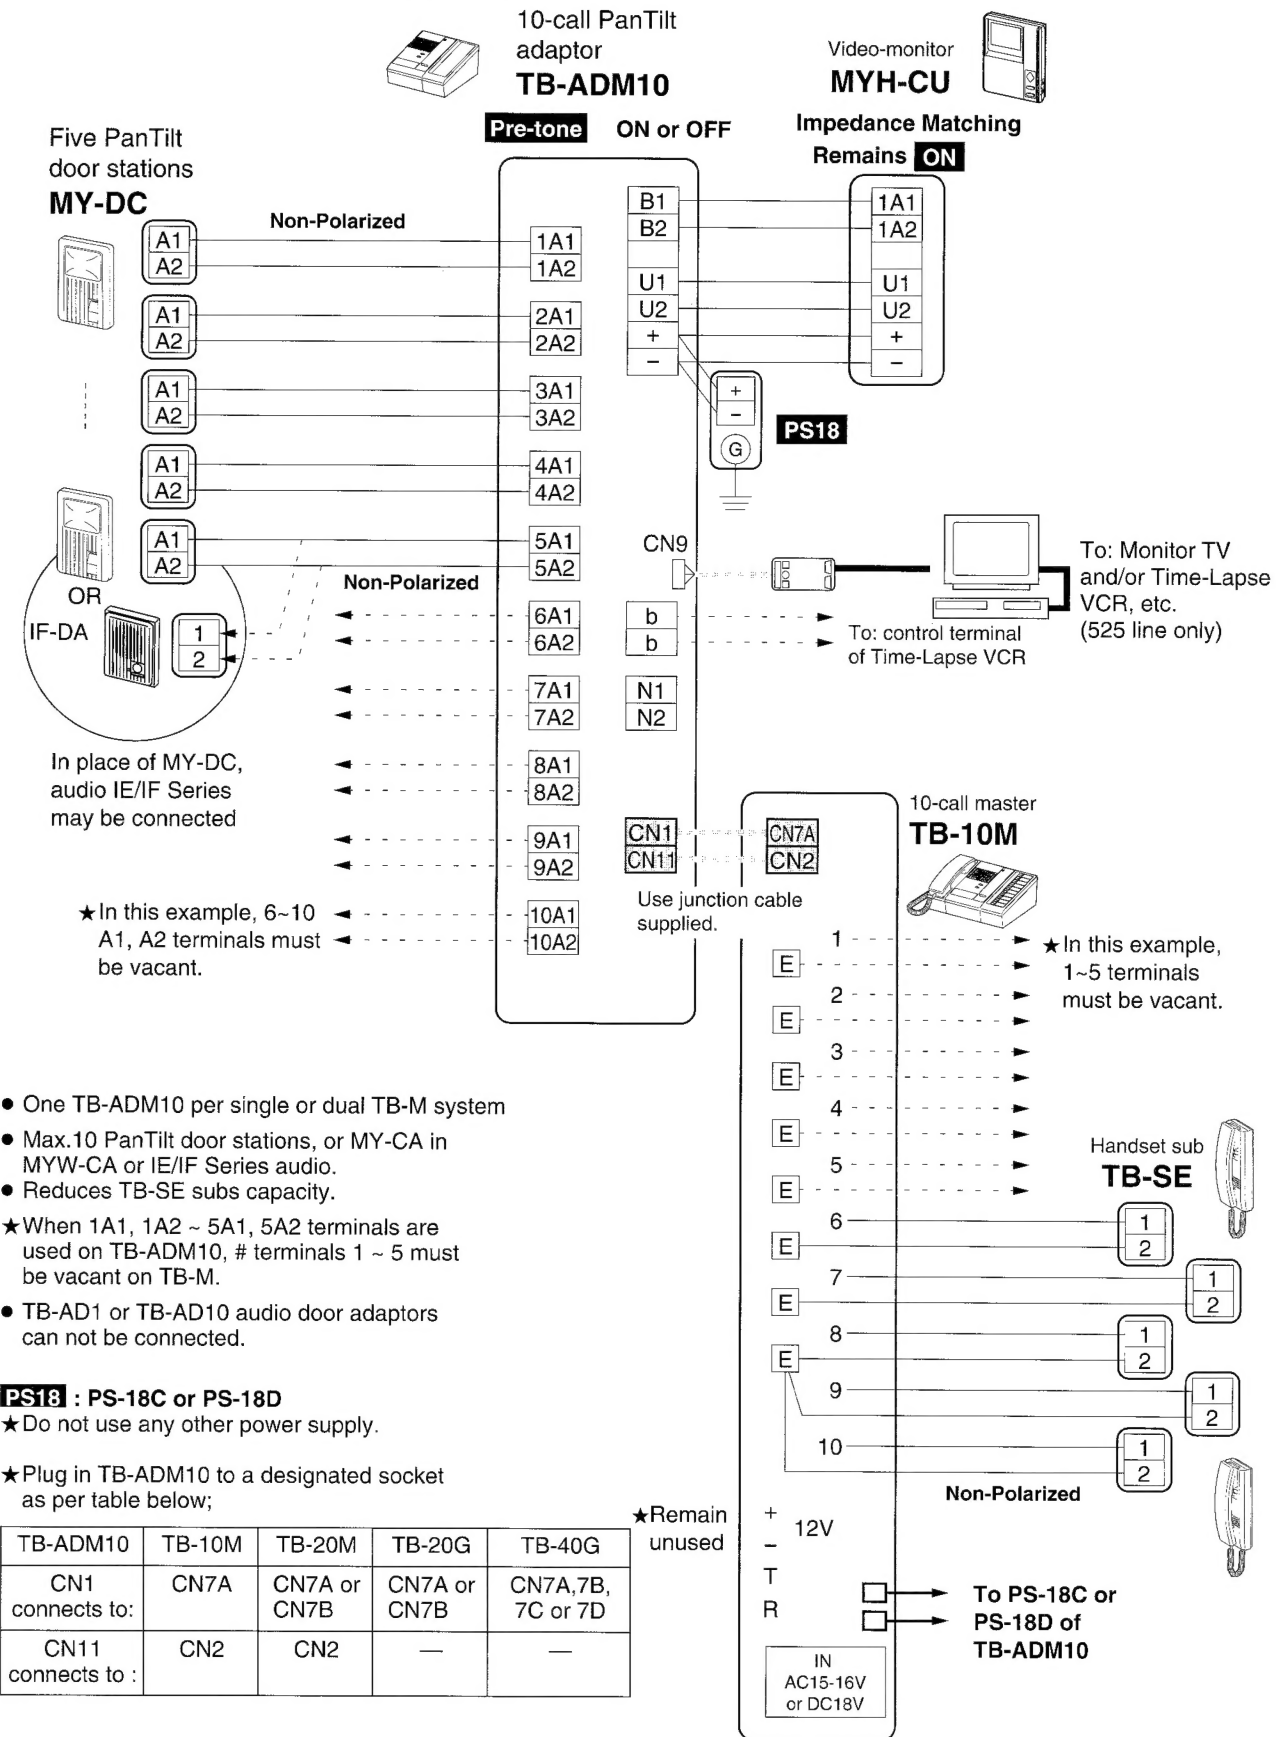 10-call PanTilt
adaptor
TB-ADM10
Video-monitor
MYH-CU
Pre-tone ON or OFF
Impedance Matching
Remains ON
Five PanTilt
door stations
MY-DC
Non-Polarized
A1
A2
A1
A2
A1
A2
A1
A2
A1
A2
1A1
1A2
2A1
2A2
3A1
3A2
4A1
4A2
5A1
5A2
6A1
6A2
7A1
7A2
8A1
8A2
9A1
9A2
10A1
10A2
B1
B2
U1
U2
+
−
1A1
1A2
U1
U2
+
−
+
−
G
PS18
CN9
b
b
N1
N2
CN1
CN11
To: Monitor TV
and/or Time-Lapse
VCR, etc.
(525 line only)
To: control terminal
of Time-Lapse VCR
OR
IF-DA
1
2
Non-Polarized
In place of MY-DC,
audio IE/IF Series
may be connected
★In this example, 6~10
A1, A2 terminals must
be vacant.
CN7A
CN2
Use junction cable
supplied.
10-call master
TB-10M
1
E
2
E
3
E
4
E
5
E
6
E
7
E
8
E
9
10
★In this example,
1~5 terminals
must be vacant.
Handset sub
TB-SE
1
2
1
2
1
2
1
2
1
2
Non-Polarized
★Remain
unused
+
−
12V
T
R
To PS-18C or
PS-18D of
TB-ADM10
IN
AC15-16V
or DC18V
● One TB-ADM10 per single or dual TB-M system
● Max.10 PanTilt door stations, or MY-CA in
MYW-CA or IE/IF Series audio.
● Reduces TB-SE subs capacity.
★When 1A1, 1A2 ~ 5A1, 5A2 terminals are
used on TB-ADM10, # terminals 1 ~ 5 must
be vacant on TB-M.
● TB-AD1 or TB-AD10 audio door adaptors
can not be connected.
PS18 : PS-18C or PS-18D
★Do not use any other power supply.
★Plug in TB-ADM10 to a designated socket
as per table below;
TB-ADM10 TB-10M TB-20M TB-20G TB-40G
CN1 CN7A CN7A or CN7A or CN7A,7B,
connects to: CN7B CN7B 7C or 7D
CN11 CN2 CN2 — —
connects to :